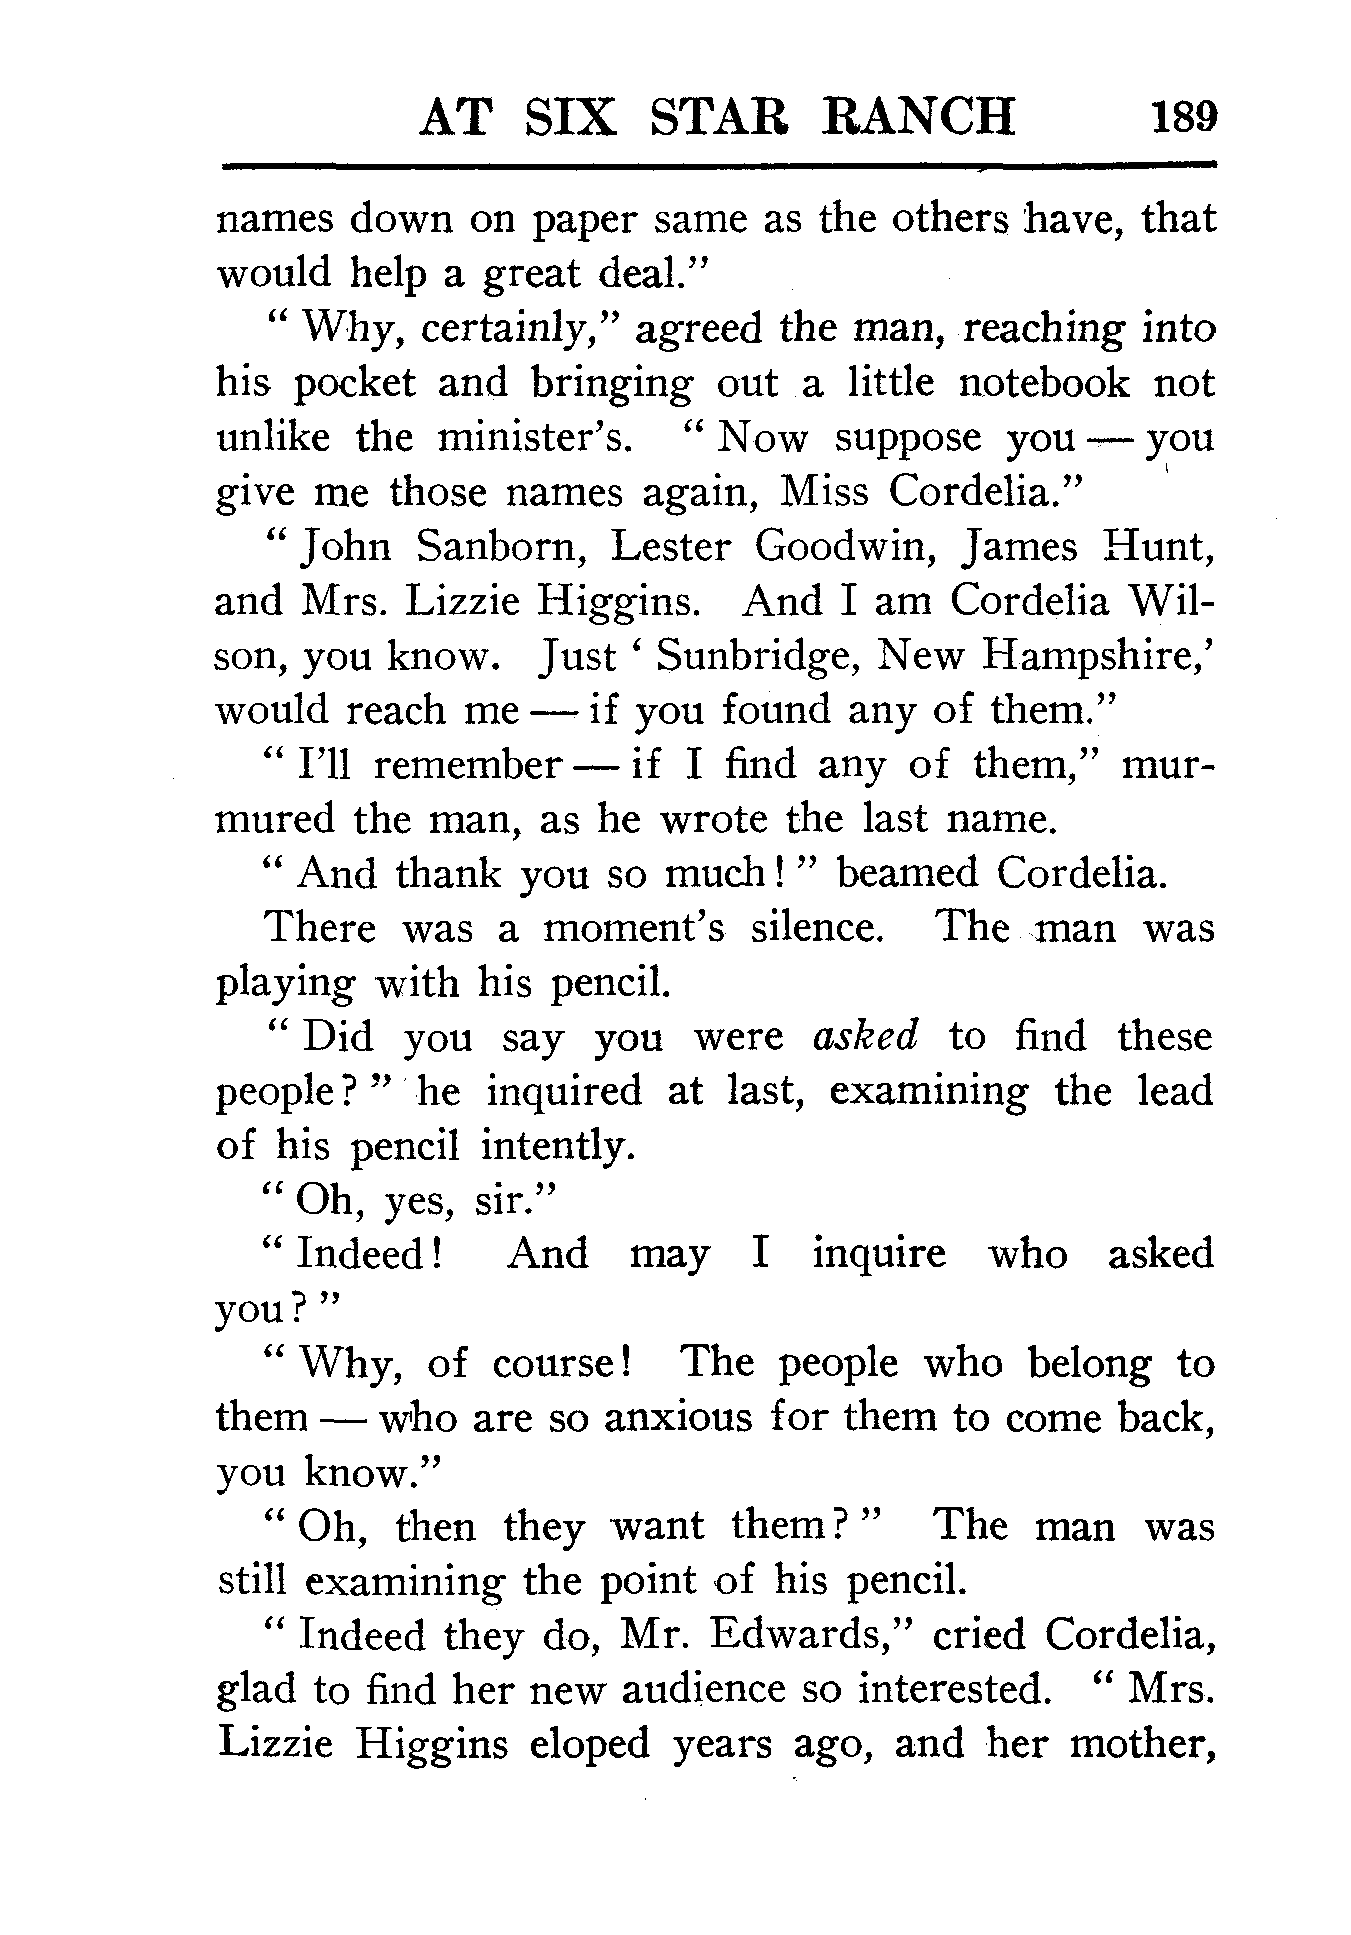 AT SIX STAR RANCH 189
names down on paper same as the others have, that
would help a great deal."
" Why, certainly," agreed the man, reaching into
his pocket and bringing out a little notebook not
unlike the minister's. " Now suppose you — you
give me those names again, Miss Cordelia."
" John Sanborn, Lester Goodwin, James Hunt,
and Mrs. Lizzie Higgins. And I am Cordelia Wil-
son, you know. Just ' Sunbridge, New Hampshire,'
would reach me — if you found any of them."
" I'll remember — if I find any of them," mur-
mured the man, as he wrote the last name.
" And thank you so much! " beamed Cordelia.
There was a moment's silence. The man was
playing with his pencil.
" Did you say you were asked to find these
people? " he inquired at last, examining the lead
of his pencil intently.
" Oh, yes, sir."
" Indeed! And may I inquire who asked
you? "
" Why, of course! The people who belong to
them — who are so anxious for them to come back,
you know."
" Oh, then they want them? " The man was
still examining the point of his pencil.
" Indeed they do, Mr. Edwards," cried Cordelia,
glad to find her new audience so interested. " Mrs.
Lizzie Higgins eloped years ago, and her mother,